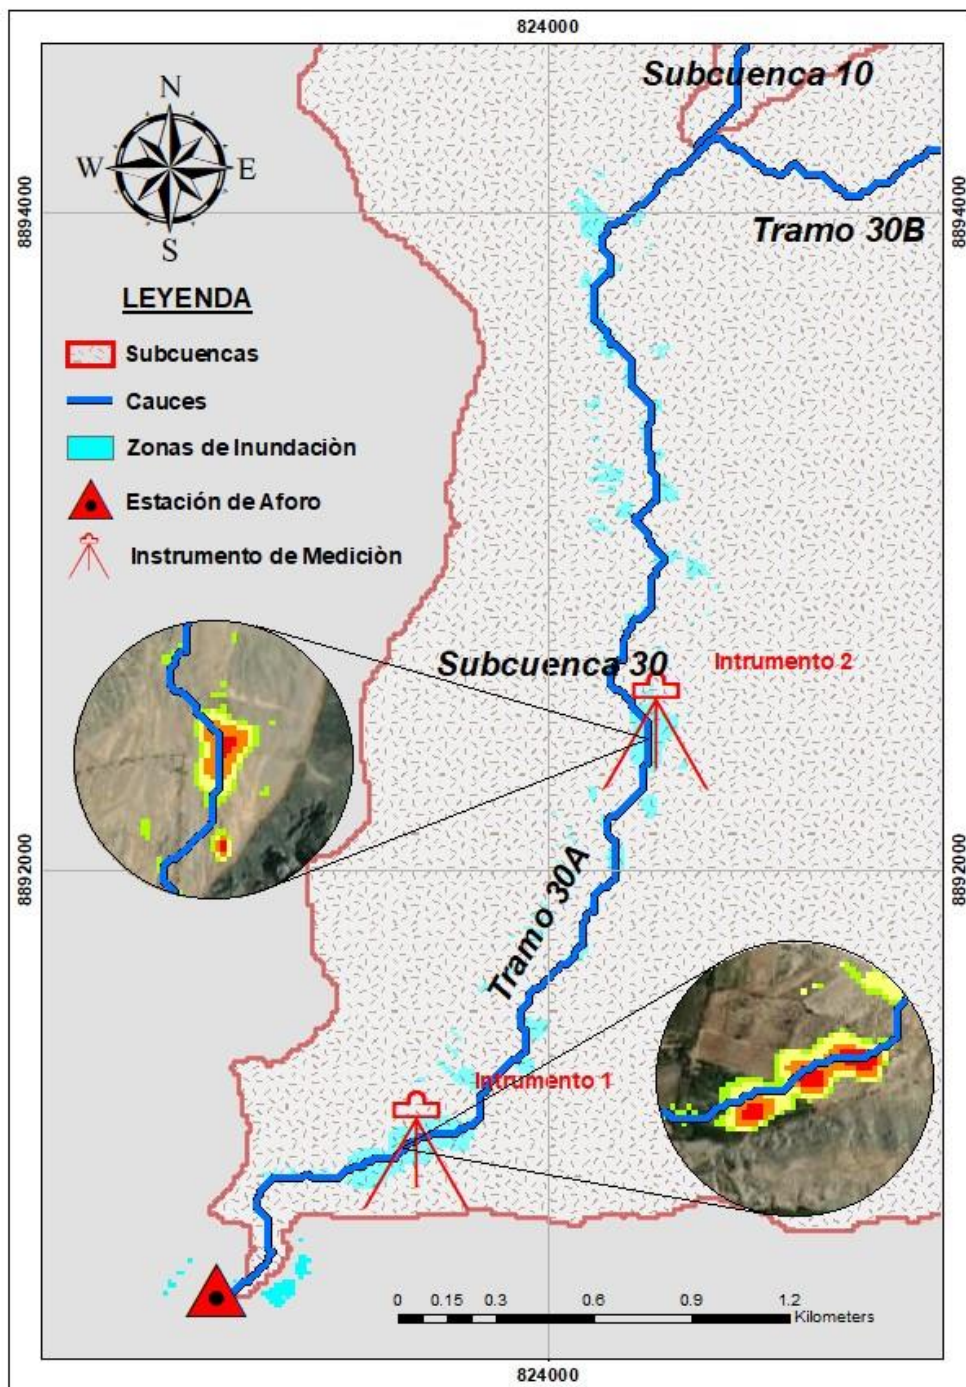 824000
Subcuenca 10
N
W
E
S
8894000
8894000
Tramo 30B
LEYENDA
Subcuencas
Cauces
Zonas de Inundaciòn
Estación de Aforo
Instrumento de Mediciòn
Subcuenca 30
Intrumento 2
8892000
8892000
Tramo 30A
Intrumento 1
0 0.15 0.3 0.6 0.9 1.2
Kilometers
824000